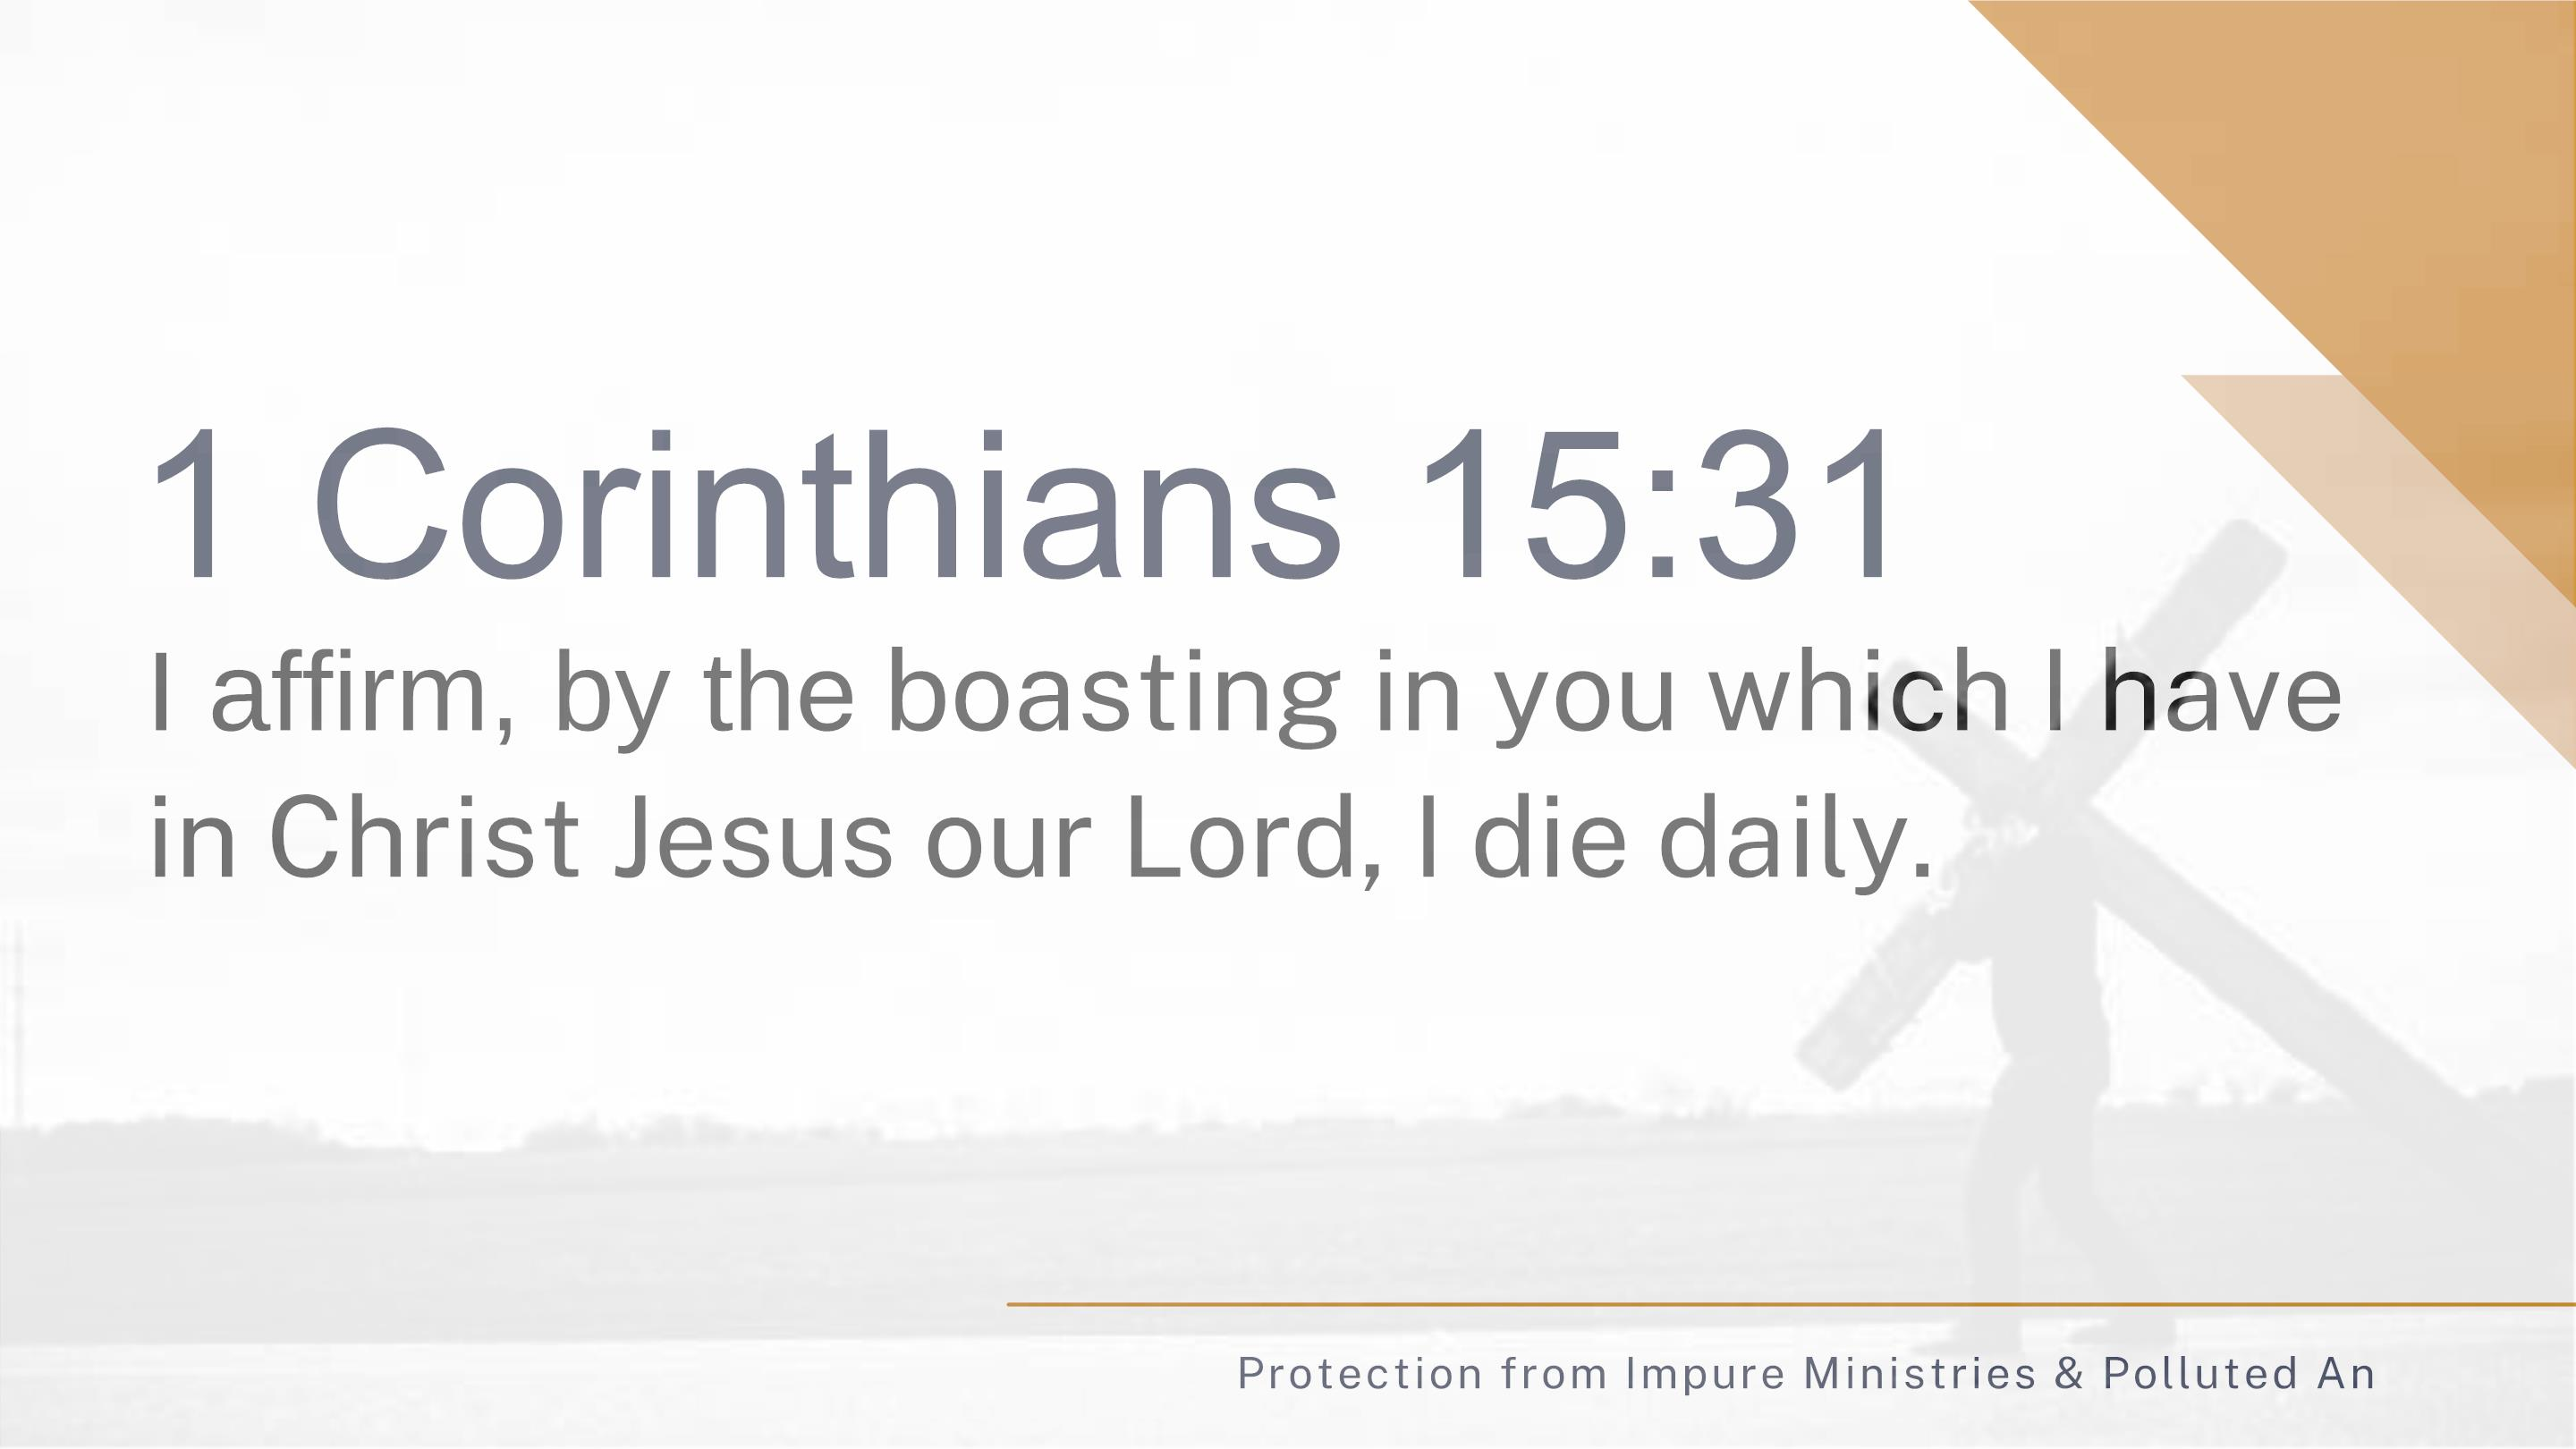 1 Corinthians 15:31
I affirm, by the boasting in you which I have
in Christ Jesus our Lord, I die daily.
Protection from Impure Ministries & Polluted An